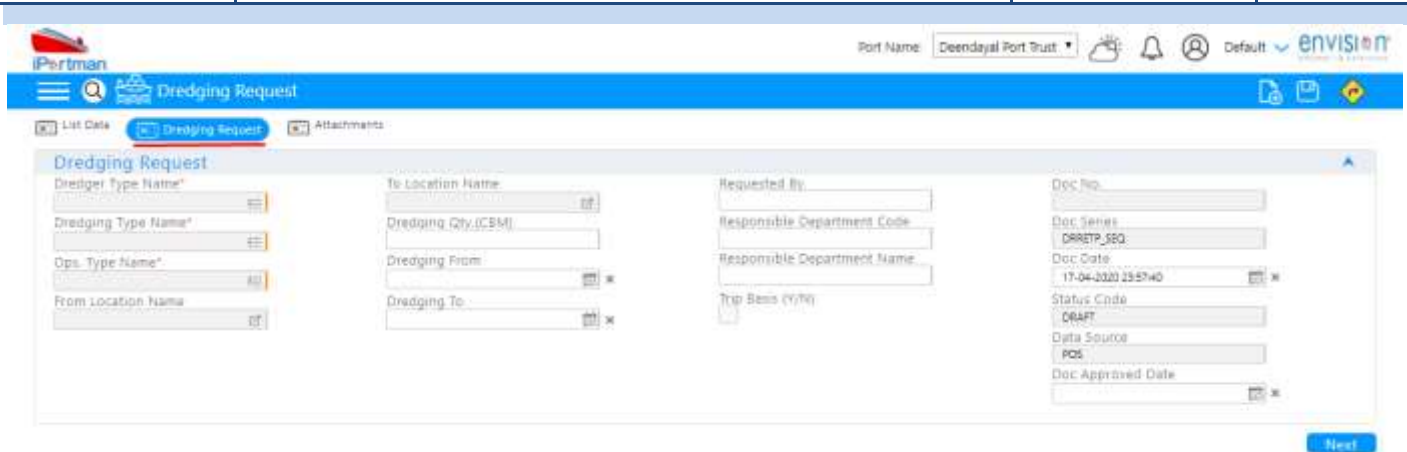 Port Name Deendayal Port Trust Default envision
iPortman
Dredging Request
List Data Dredging Request Attachments
Dredging Request
Dredger Type Name* To Location Name Requested By Doc No.
Dredging Type Name* Dredging Qty.(CBM) Responsible Department Code Doc Series
DRRETP_SEQ
Ops. Type Name* Dredging From Responsible Department Name Doc Date
17-04-2020 23:57:40
From Location Name Dredging To Trip Basis (Y/N) Status Code
DRAFT
Data Source
POS
Doc Approved Date
Next